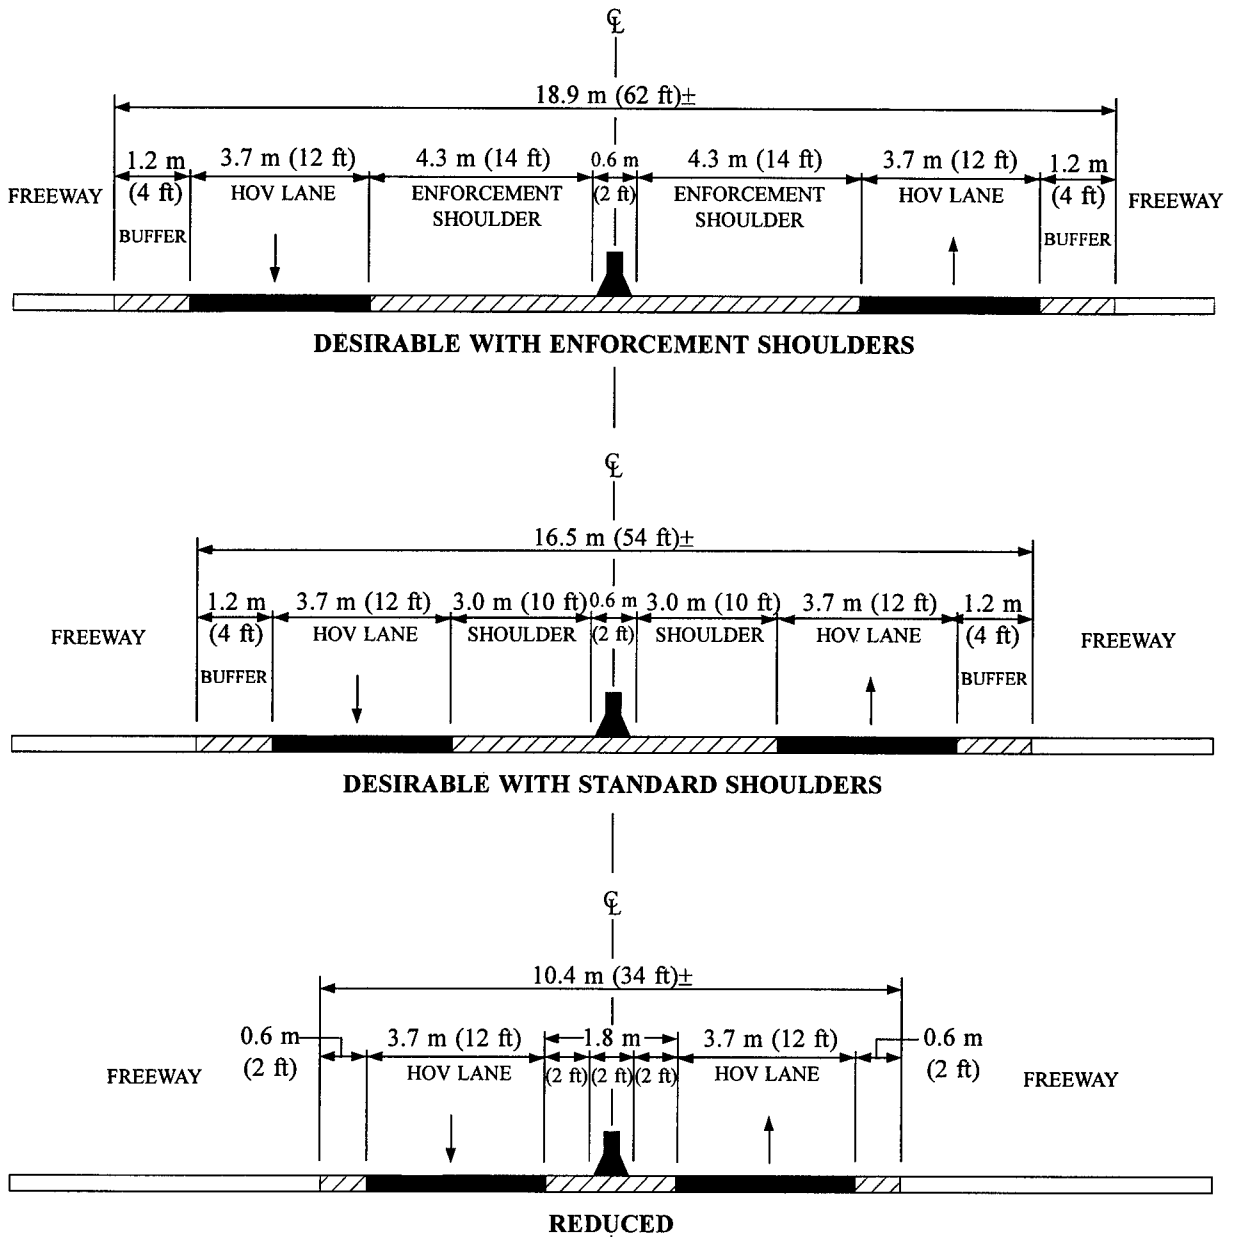 ℄
18.9 m (62 ft)±
1.2 m 3.7 m (12 ft) 4.3 m (14 ft) 0.6 m 4.3 m (14 ft) 3.7 m (12 ft) 1.2 m
FREEWAY (4 ft) HOV LANE ENFORCEMENT (2 ft) ENFORCEMENT HOV LANE (4 ft) FREEWAY
SHOULDER SHOULDER
BUFFER BUFFER
DESIRABLE WITH ENFORCEMENT SHOULDERS
℄
16.5 m (54 ft)±
1.2 m 3.7 m (12 ft) 3.0 m (10 ft) 0.6 m 3.0 m (10 ft) 3.7 m (12 ft) 1.2 m
FREEWAY (4 ft) HOV LANE SHOULDER (2 ft) SHOULDER HOV LANE (4 ft) FREEWAY
BUFFER BUFFER
DESIRABLE WITH STANDARD SHOULDERS
℄
10.4 m (34 ft)±
0.6 m 3.7 m (12 ft) 1.8 m 3.7 m (12 ft) 0.6 m
FREEWAY (2 ft) HOV LANE (2 ft) (2 ft) (2 ft) HOV LANE (2 ft) FREEWAY
REDUCED